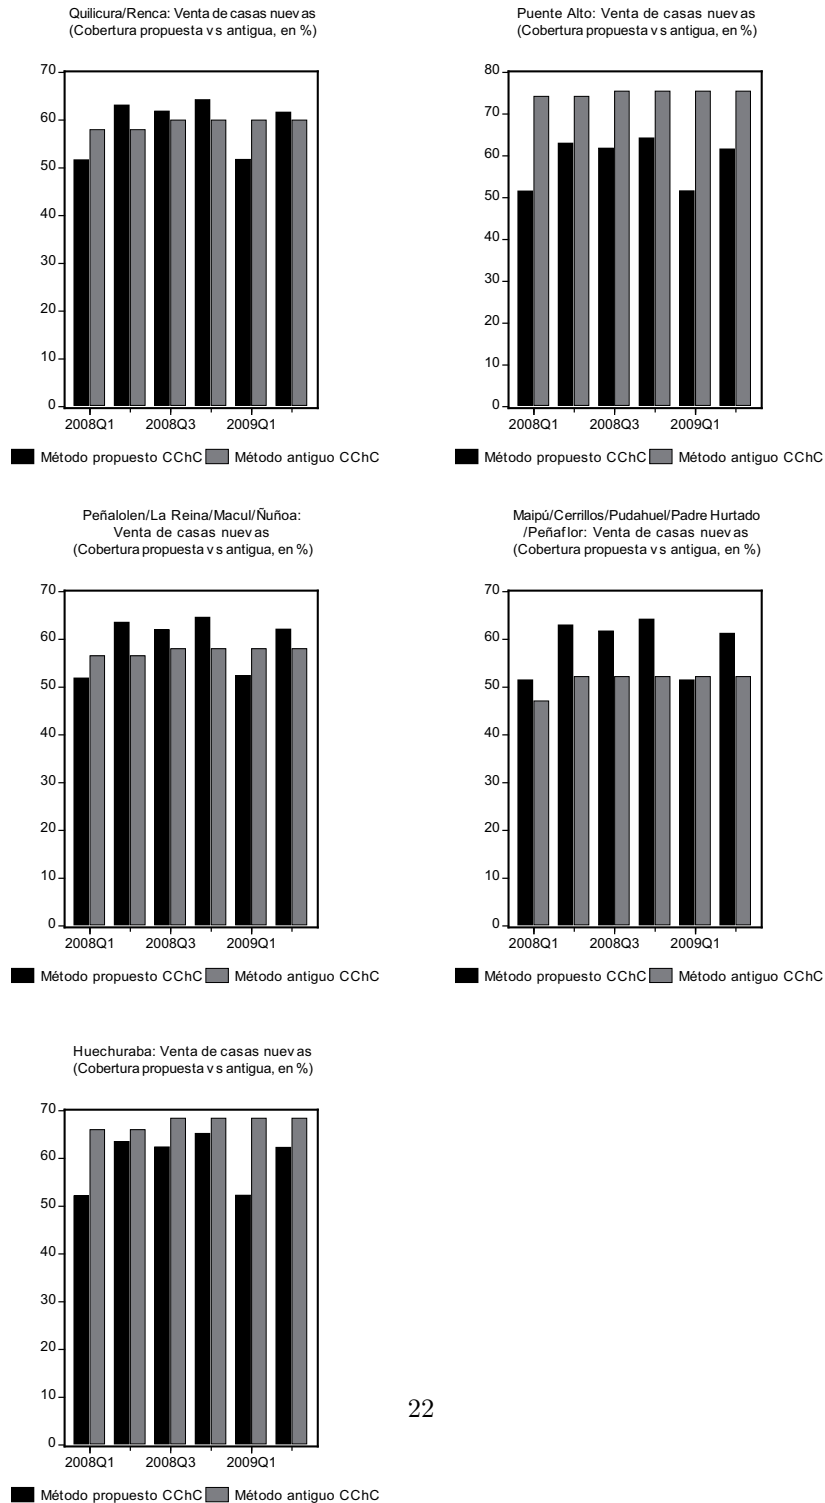 Quilicura/Renca: Venta de casas nuevas
(Cobertura propuesta vs antigua, en %)
70
60
50
40
30
20
10
0
2008Q1 2008Q3 2009Q1
Método propuesto CChC Método antiguo CChC
Puente Alto: Venta de casas nuevas
(Cobertura propuesta vs antigua, en %)
80
70
60
50
40
30
20
10
0
2008Q1 2008Q3 2009Q1
Método propuesto CChC Método antiguo CChC
Peñalolen/La Reina/Macul/Ñuñoa:
Venta de casas nuevas
(Cobertura propuesta vs antigua, en %)
70
60
50
40
30
20
10
0
2008Q1 2008Q3 2009Q1
Método propuesto CChC Método antiguo CChC
Maipú/Cerrillos/Pudahuel/Padre Hurtado
/Peñaflor: Venta de casas nuevas
(Cobertura propuesta vs antigua, en %)
70
60
50
40
30
20
10
0
2008Q1 2008Q3 2009Q1
Método propuesto CChC Método antiguo CChC
Huechuraba: Venta de casas nuevas
(Cobertura propuesta vs antigua, en %)
70
60
50
40
30
20
10
0
2008Q1 2008Q3 2009Q1
Método propuesto CChC Método antiguo CChC
22